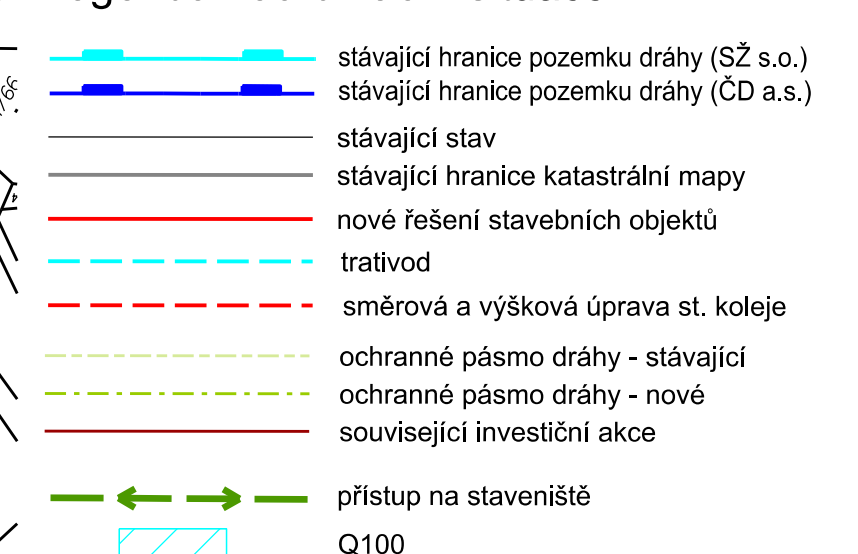 stávající hranice pozemku dráhy (SŽ s.o.)
stávající hranice pozemku dráhy (ČD a.s.)
stávající stav
stávající hranice katastrální mapy
nové řešení stavebních objektů
trativod
směrová a výšková úprava st. koleje
ochranné pásmo dráhy - stávající
ochranné pásmo dráhy - nové
související investiční akce
přístup na staveniště
Q100